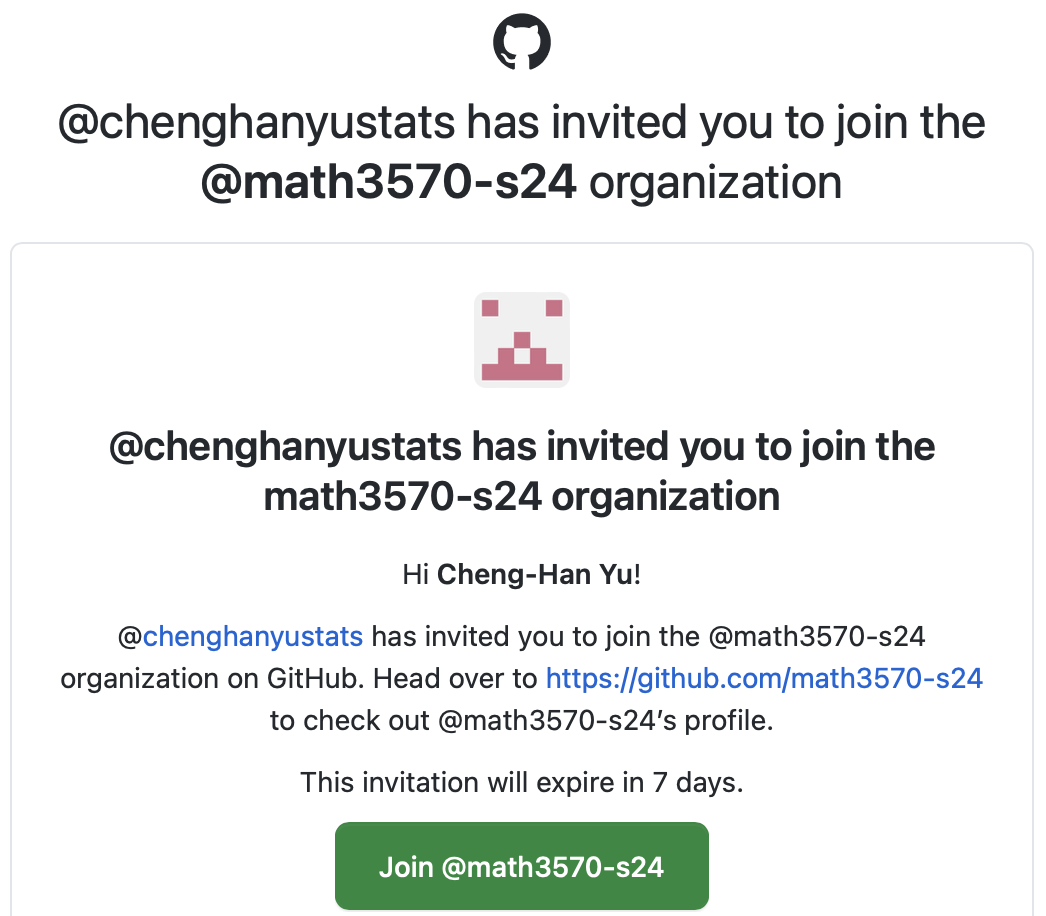 @chenghanyustats has invited you to join the
@math3570-s24 organization
@chenghanyustats has invited you to join the
math3570-s24 organization
Hi Cheng-Han Yu!
@chenghanyustats has invited you to join the @math3570-s24
organization on GitHub. Head over to https://github.com/math3570-s24
to check out @math3570-s24’s profile.
This invitation will expire in 7 days.
Join @math3570-s24